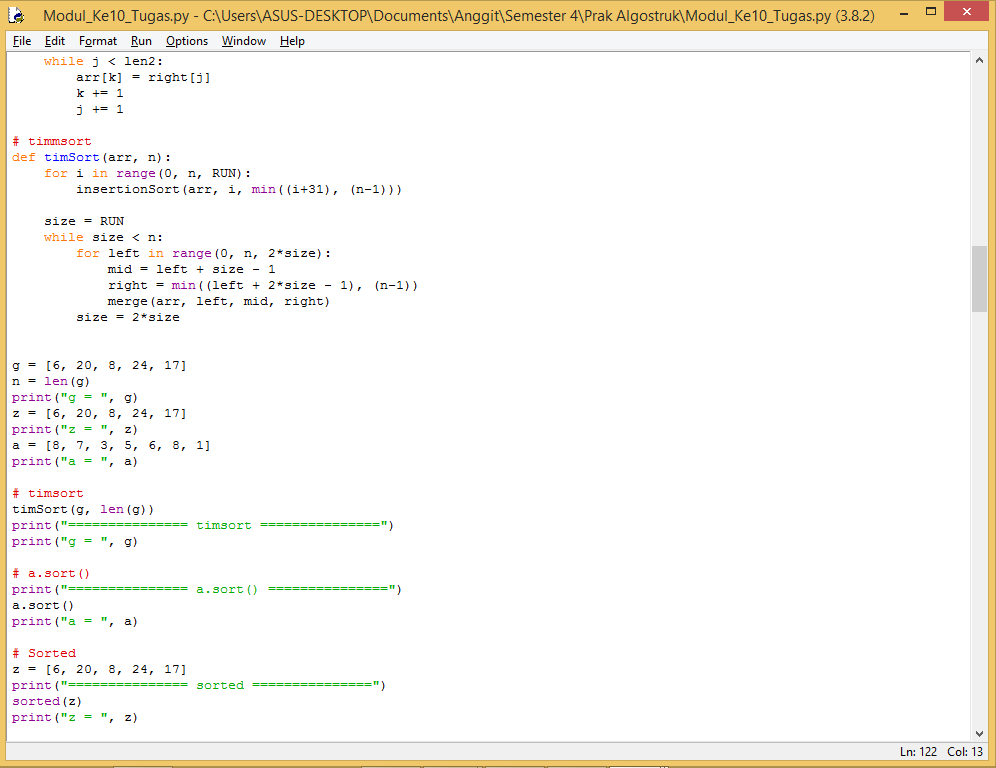 Modul_Ke10_Tugas.py - C:\Users\ASUS-DESKTOP\Documents\Anggit\Semester 4\Prak Algostruk\Modul_Ke10_Tugas.py (3.8.2)
File Edit Format Run Options Window Help
    while j < len2:
        arr[k] = right[j]
        k += 1
        j += 1

# timmsort
def timSort(arr, n):
    for i in range(0, n, RUN):
        insertionSort(arr, i, min((i+31), (n-1)))

    size = RUN
    while size < n:
        for left in range(0, n, 2*size):
            mid = left + size - 1
            right = min((left + 2*size - 1), (n-1))
            merge(arr, left, mid, right)
        size = 2*size

g = [6, 20, 8, 24, 17]
n = len(g)
print("g = ", g)
z = [6, 20, 8, 24, 17]
print("z = ", z)
a = [8, 7, 3, 5, 6, 8, 1]
print("a = ", a)

# timsort
timSort(g, len(g))
print("=============== timsort ===============")
print("g = ", g)

# a.sort()
print("=============== a.sort() ===============")
a.sort()
print("a = ", a)

# Sorted
z = [6, 20, 8, 24, 17]
print("=============== sorted ===============")
sorted(z)
print("z = ", z)
Ln: 122 Col: 13